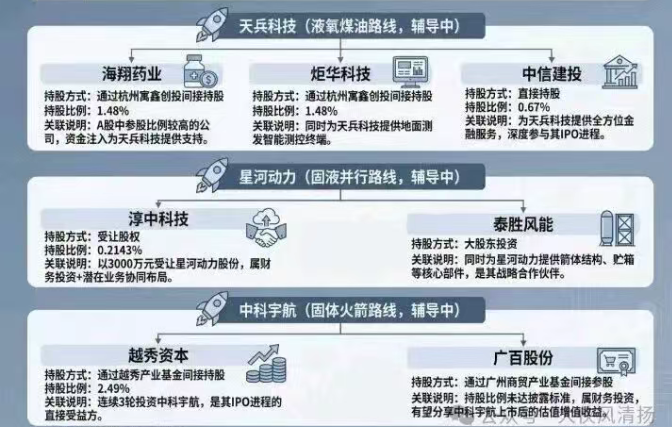 天兵科技（液氧煤油路线，辅导中）
海翔药业
持股方式：通过杭州寓鑫创投间接持股
持股比例：1.48%
关联说明：A股中参股比例较高的公
司，资金注入为天兵科技提供支持。
炬华科技
持股方式：通过杭州寓鑫创投间接持股
持股比例：1.48%
关联说明：同时为天兵科技提供地面测
发智能测控终端。
中信建投
持股方式：直接持股
持股比例：0.67%
关联说明：为天兵科技提供全方位金
融服务，深度参与其IPO进程。
星河动力（固液并行路线，辅导中）
淳中科技
持股方式：受让股权
持股比例：0.2143%
关联说明：以3000万元受让星河动力股份，属财
务投资+潜在业务协同布局。
泰胜风能
持股方式：大股东投资
关联说明：同时为星河动力提供箭体结构、贮箱
等核心部件，是其战略合作伙伴。
中科宇航（固体火箭路线，辅导中）
越秀资本
持股方式：通过越秀产业基金间接持股
持股比例：2.49%
关联说明：连续3轮投资中科宇航，是其IPO进程的
直接受益方。
广百股份
持股方式：通过广州商贸产业基金间接参股
关联说明：持股比例未达披露标准，属财务投资，
有望分享中科宇航上市后的估值增值收益。
公众号
风清扬